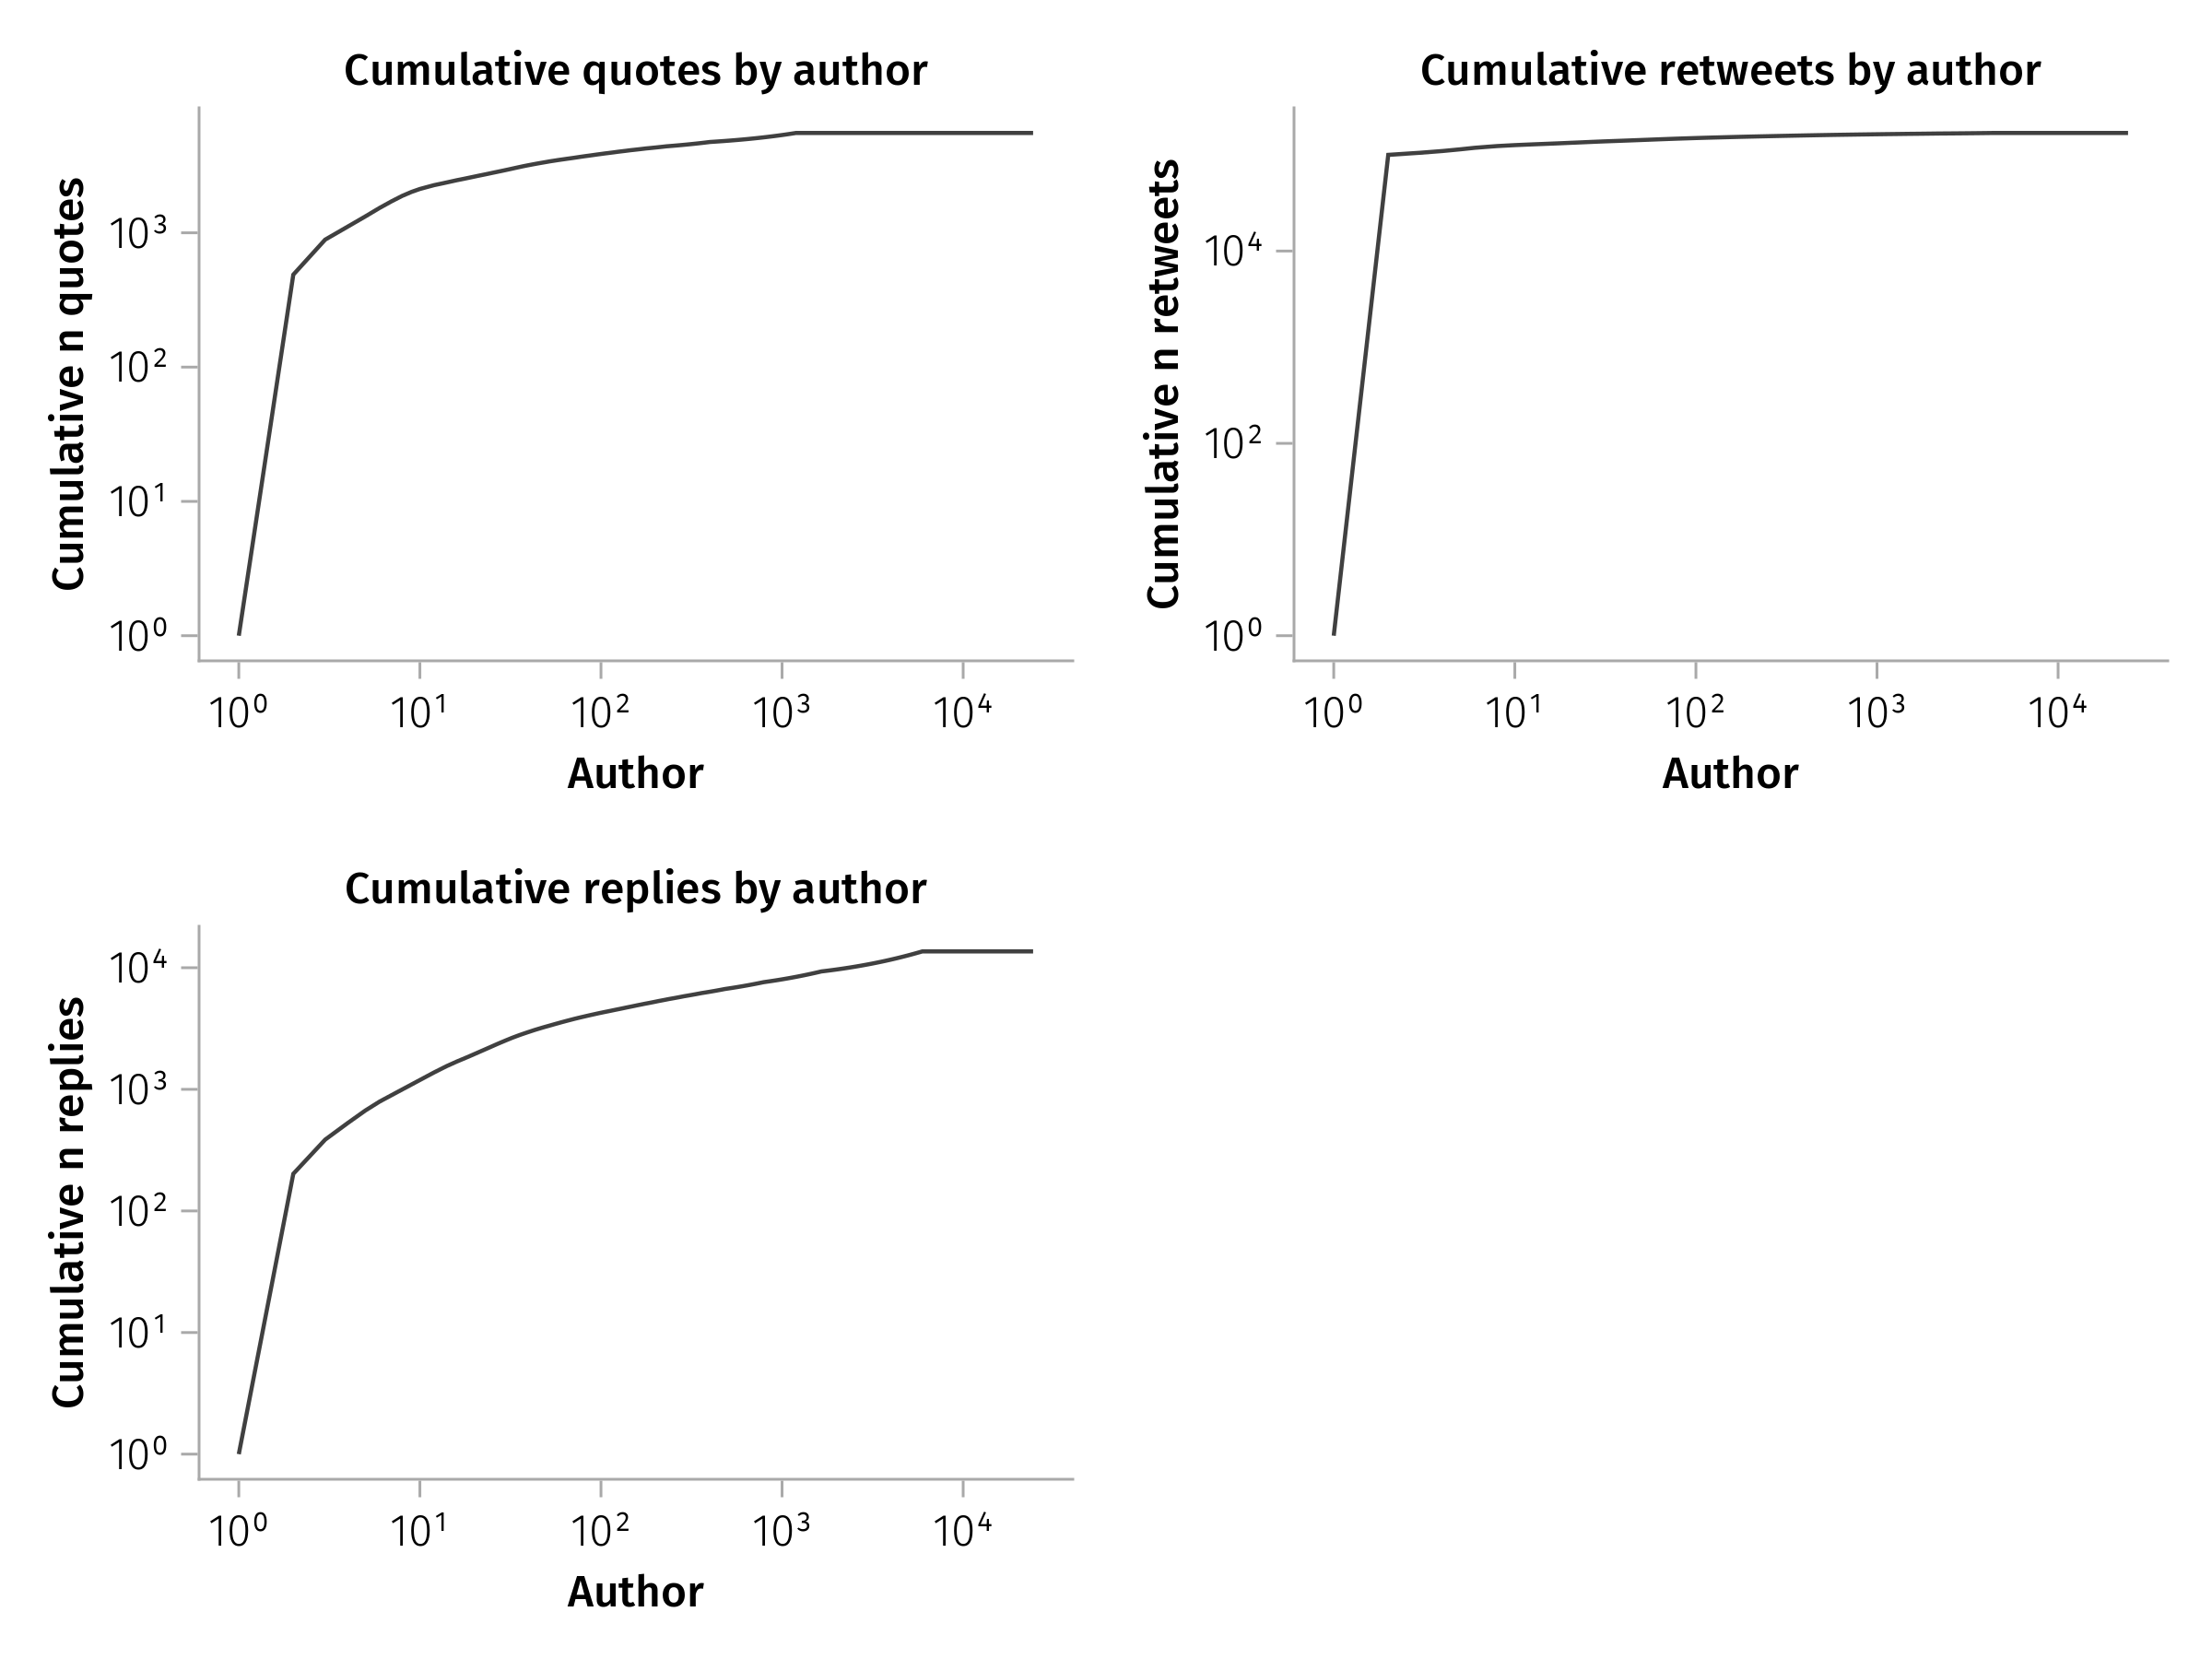 Cumulative quotes by author
Cumulative n quotes
10³
10²
10¹
10⁰
10⁰ 10¹ 10² 10³ 10⁴
Author
Cumulative retweets by author
Cumulative n retweets
10⁴
10²
10⁰
10⁰ 10¹ 10² 10³ 10⁴
Author
Cumulative replies by author
Cumulative n replies
10⁴
10³
10²
10¹
10⁰
10⁰ 10¹ 10² 10³ 10⁴
Author